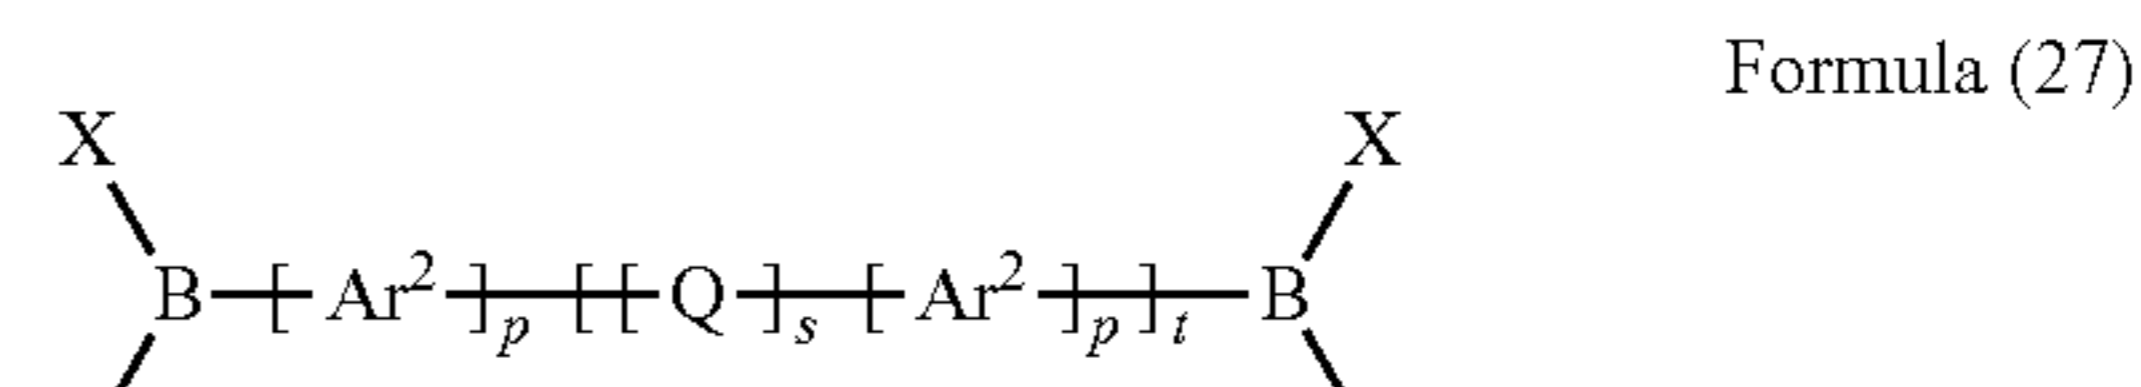 Formula (27)
X X
B [ Ar² ]p [ [ Q ]s [ Ar² ]p ]t B